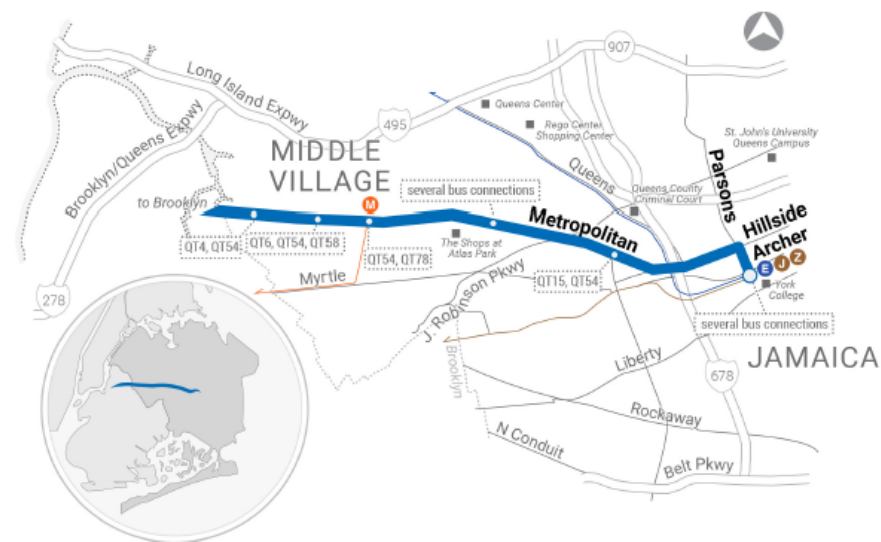 907
Long Island Expwy
Queens Center
495
Rego Center
Shopping Center
St. John's University
Queens Campus
Brooklyn/Queens Expwy
MIDDLE
VILLAGE
Parsons
Queens
several bus connections
Queens County
Criminal Court
to Brooklyn
M
Metropolitan
Hillside
Archer
QT4, QT54
QT6, QT54, QT58
The Shops at
Atlas Park
QT54, QT78
E
J
Z
Myrtle
J. Robinson Pkwy
QT15, QT54
York
College
278
several bus connections
Brooklyn
Liberty
JAMAICA
678
Rockaway
N Conduit
Belt Pkwy